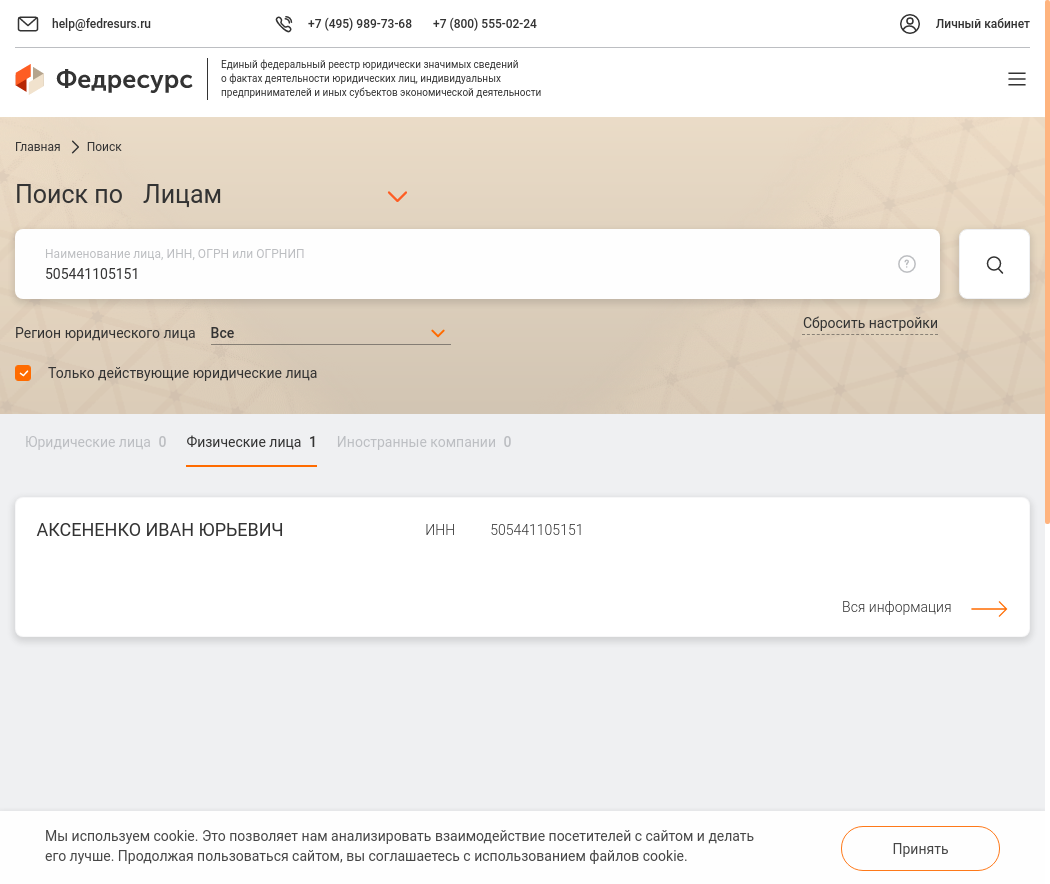 help@fedresurs.ru
+7 (495) 989-73-68
+7 (800) 555-02-24
Личный кабинет
Федресурс
Единый федеральный реестр юридически значимых сведений
о фактах деятельности юридических лиц, индивидуальных
предпринимателей и иных субъектов экономической деятельности
Главная
Поиск
Поиск по Лицам
Наименование лица, ИНН, ОГРН или ОГРНИП
505441105151
?
Регион юридического лица Все
Сбросить настройки
Только действующие юридические лица
Юридические лица 0
Физические лица 1
Иностранные компании 0
АКСЕНЕНКО ИВАН ЮРЬЕВИЧ
ИНН 505441105151
Вся информация
Мы используем cookie. Это позволяет нам анализировать взаимодействие посетителей с сайтом и делать
его лучше. Продолжая пользоваться сайтом, вы соглашаетесь с использованием файлов cookie.
Принять